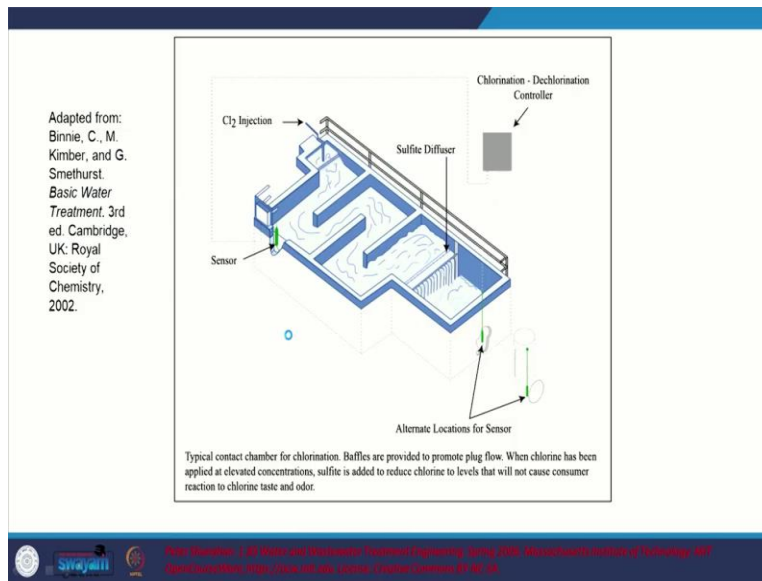 Adapted from:
Binnie, C., M.
Kimber, and G.
Smethurst.
Basic Water
Treatment. 3rd
ed. Cambridge,
UK: Royal
Society of
Chemistry,
2002.
Chlorination - Dechlorination
Controller
Cl2 Injection
Sulfite Diffuser
Sensor
Alternate Locations for Sensor
Typical contact chamber for chlorination. Baffles are provided to promote plug flow. When chlorine has been
applied at elevated concentrations, sulfite is added to reduce chlorine to levels that will not cause consumer
reaction to chlorine taste and odor.
swayam